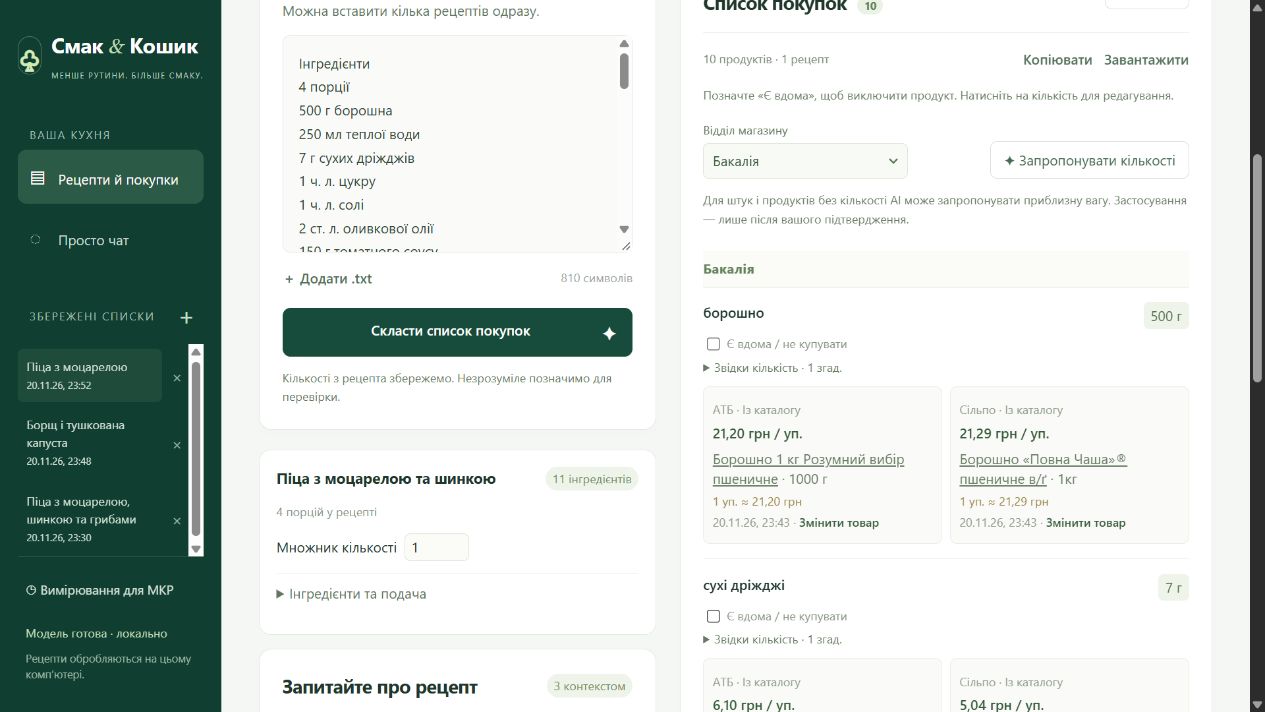 Смак & Кошик
МЕНШЕ РУТИНИ. БІЛЬШЕ СМАКУ.
ВАША КУХНЯ
Рецепти й покупки
Просто чат
ЗБЕРЕЖЕНІ СПИСКИ +
Піца з моцарелою
20.11.26, 23:52
×
Борщ і тушкована
капуста
20.11.26, 23:48
×
Піца з моцарелою,
шинкою та грибами
20.11.26, 23:30
×
Вимірювання для МКР
Модель готова · локально
Рецепти обробляються на цьому
комп'ютері.
Можна вставити кілька рецептів одразу.
Інгредієнти
4 порції
500 г борошна
250 мл теплої води
7 г сухих дріжджів
1 ч. л. цукру
1 ч. л. солі
2 ст. л. оливкової олії
150 г томатного соусу
+ Додати .txt
810 символів
Скласти список покупок
Кількості з рецепта збережемо. Незрозуміле позначимо для
перевірки.
Піца з моцарелою та шинкою
11 інгредієнтів
4 порцій у рецепті
Множник кількості 1
Інгредієнти та подача
Запитайте про рецепт
З контекстом
Список покупок 10
10 продуктів · 1 рецепт
Копіювати Завантажити
Позначте «Є вдома», щоб виключити продукт. Натисніть на кількість для редагування.
Відділ магазину
Бакалія
Запропонувати кількості
Для штук і продуктів без кількості AI може запропонувати приблизну вагу. Застосування
— лише після вашого підтвердження.
Бакалія
борошно
500 г
Є вдома / не купувати
Звідки кількість · 1 згад.
АТБ · Із каталогу
21,20 грн / уп.
Борошно 1 кг Розумний вибір
пшеничне · 1000 г
1 уп. ≈ 21,20 грн
20.11.26, 23:43 · Змінити товар
Сільпо · Із каталогу
21,29 грн / уп.
Борошно «Повна Чаша»®
пшеничне в/ґ · 1кг
1 уп. ≈ 21,29 грн
20.11.26, 23:43 · Змінити товар
сухі дріжджі
7 г
Є вдома / не купувати
Звідки кількість · 1 згад.
АТБ · Із каталогу
6,10 грн / уп.
Сільпо · Із каталогу
5,04 грн / уп.